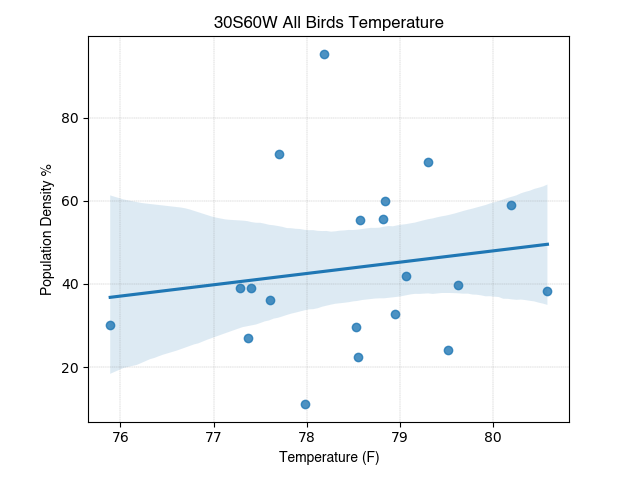 30S60W All Birds Temperature
80
60
40
20
Population Density %
76 77 78 79 80
Temperature (F)